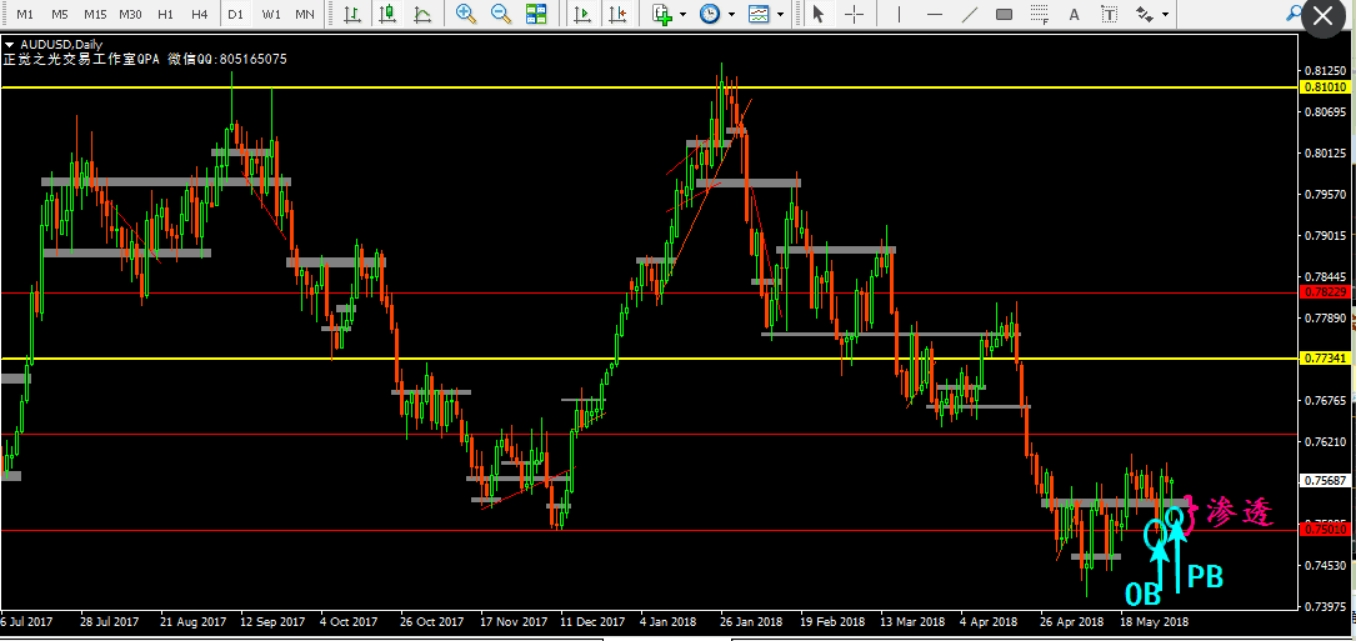 M1 M5 M15 M30 H1 H4 D1 W1 MN
AUDUSD,Daily
正觉之光交易工作室QPA 微信QQ:805165075
0.81250
0.81010
0.80695
0.80125
0.79570
0.79015
0.78445
0.78229
0.77890
0.77341
0.76765
0.76210
0.75687
渗透
0.75010
0.74530
PB
OB
0.73975
6 Jul 2017 28 Jul 2017 21 Aug 2017 12 Sep 2017 4 Oct 2017 26 Oct 2017 17 Nov 2017 11 Dec 2017 4 Jan 2018 26 Jan 2018 19 Feb 2018 13 Mar 2018 4 Apr 2018 26 Apr 2018 18 May 2018